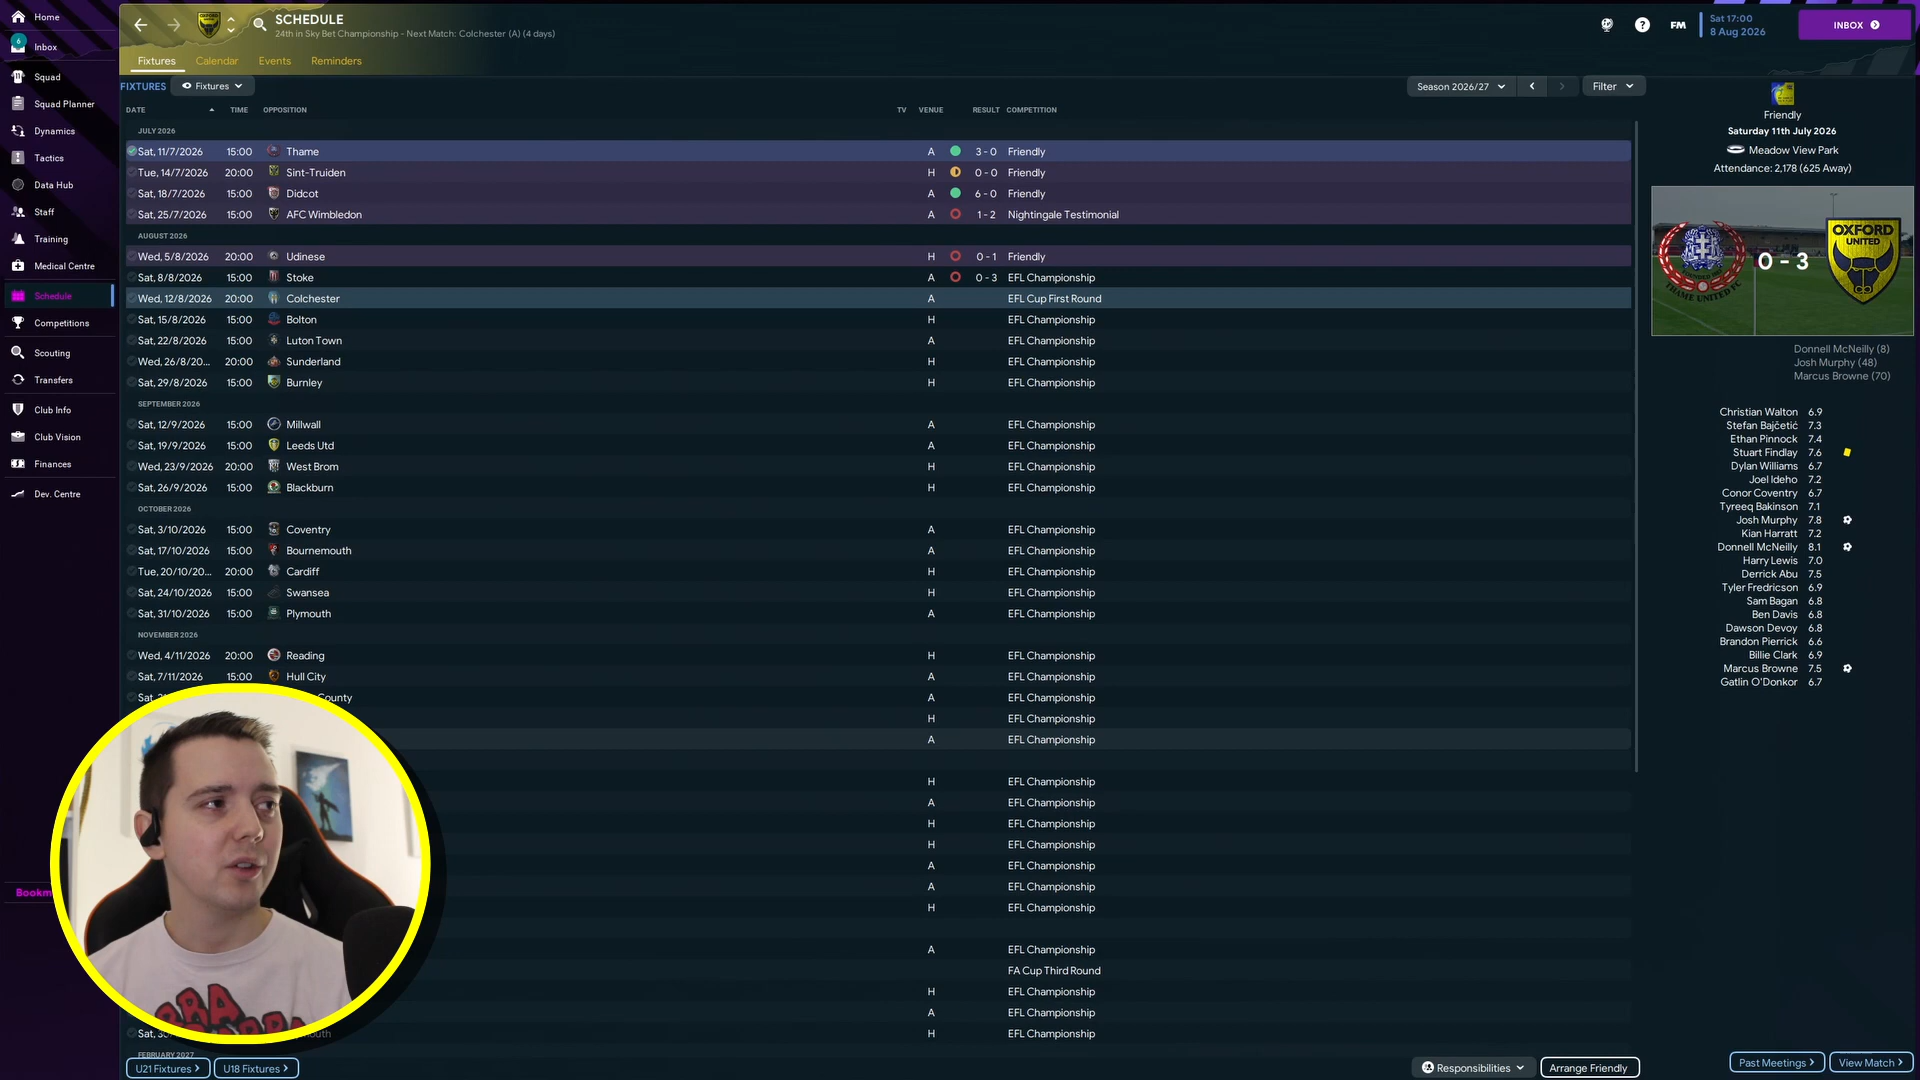 Home
Inbox
6
Squad
Squad Planner
Dynamics
Tactics
Data Hub
Staff
Training
Medical Centre
Schedule
Competitions
Scouting
Transfers
Club Info
Club Vision
Finances
Dev. Centre
SCHEDULE
24th in Sky Bet Championship - Next Match: Colchester (A) (4 days)
FM
Sat 17:00
8 Aug 2026
INBOX
Fixtures Calendar Events Reminders
FIXTURES Fixtures
Season 2026/27 Filter
DATE TIME OPPOSITION TV VENUE RESULT COMPETITION
JULY 2026
Sat, 11/7/2026 15:00 Thame A 3 - 0 Friendly
Tue, 14/7/2026 20:00 Sint-Truiden H 0 - 0 Friendly
Sat, 18/7/2026 15:00 Didcot A 6 - 0 Friendly
Sat, 25/7/2026 15:00 AFC Wimbledon A 1 - 2 Nightingale Testimonial
AUGUST 2026
Wed, 5/8/2026 20:00 Udinese H 0 - 1 Friendly
Sat, 8/8/2026 15:00 Stoke A 0 - 3 EFL Championship
Wed, 12/8/2026 20:00 Colchester A EFL Cup First Round
Sat, 15/8/2026 15:00 Bolton H EFL Championship
Sat, 22/8/2026 15:00 Luton Town A EFL Championship
Wed, 26/8/20... 20:00 Sunderland H EFL Championship
Sat, 29/8/2026 15:00 Burnley H EFL Championship
SEPTEMBER 2026
Sat, 12/9/2026 15:00 Millwall A EFL Championship
Sat, 19/9/2026 15:00 Leeds Utd A EFL Championship
Wed, 23/9/2026 20:00 West Brom H EFL Championship
Sat, 26/9/2026 15:00 Blackburn H EFL Championship
OCTOBER 2026
Sat, 3/10/2026 15:00 Coventry A EFL Championship
Sat, 17/10/2026 15:00 Bournemouth A EFL Championship
Tue, 20/10/20... 20:00 Cardiff H EFL Championship
Sat, 24/10/2026 15:00 Swansea H EFL Championship
Sat, 31/10/2026 15:00 Plymouth A EFL Championship
NOVEMBER 2026
Wed, 4/11/2026 20:00 Reading H EFL Championship
Sat, 7/11/2026 15:00 Hull City A EFL Championship
Sat, County A EFL Championship
H EFL Championship
A EFL Championship
H EFL Championship
A EFL Championship
H EFL Championship
H EFL Championship
A EFL Championship
A EFL Championship
H EFL Championship
A EFL Championship
FA Cup Third Round
H EFL Championship
A EFL Championship
Sat, H EFL Championship
FEBRUARY 2027
U21 Fixtures U18 Fixtures
Responsibilities Arrange Friendly
Friendly
Saturday 11th July 2026
Meadow View Park
Attendance: 2,178 (625 Away)
THAME UNITED FC
0 - 3
OXFORD
UNITED
Donnell McNeilly (8)
Josh Murphy (48)
Marcus Browne (70)
Christian Walton 6.9
Stefan Bajčetić 7.3
Ethan Pinnock 7.4
Stuart Findlay 7.6
Dylan Williams 6.7
Joel Ideho 7.2
Conor Coventry 6.7
Tyreeq Bakinson 7.1
Josh Murphy 7.8
Kian Harratt 7.2
Donnell McNeilly 8.1
Harry Lewis 7.0
Derrick Abu 7.5
Tyler Fredricson 6.9
Sam Bagan 6.8
Ben Davis 6.8
Dawson Devoy 6.8
Brandon Pierrick 6.6
Billie Clark 6.9
Marcus Browne 7.5
Gatlin O'Donkor 6.7
Past Meetings View Match